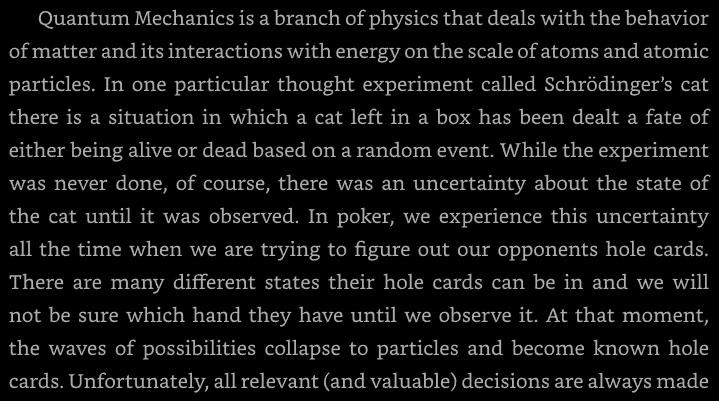 Quantum Mechanics is a branch of physics that deals with the behavior
of matter and its interactions with energy on the scale of atoms and atomic
particles. In one particular thought experiment called Schrödinger’s cat
there is a situation in which a cat left in a box has been dealt a fate of
either being alive or dead based on a random event. While the experiment
was never done, of course, there was an uncertainty about the state of
the cat until it was observed. In poker, we experience this uncertainty
all the time when we are trying to figure out our opponents hole cards.
There are many different states their hole cards can be in and we will
not be sure which hand they have until we observe it. At that moment,
the waves of possibilities collapse to particles and become known hole
cards. Unfortunately, all relevant (and valuable) decisions are always made